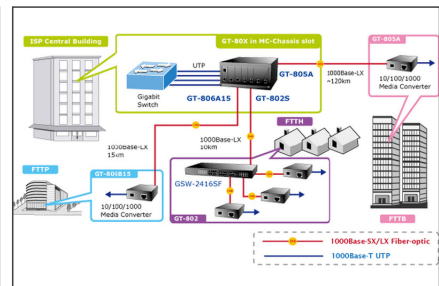 GT-80X in MC-Chassis slot
GT-805A
ISP Central Building
UTP
GT-805A
1000Base-LX
~120km
10/100/1000
Media Converter
Gigabit
Switch
GT-806A15
GT-802S
1000Base-LX
15km
1000Base-LX
10km
FTTH
FTTP
GSW-2416SF
10/100/1000
Media Converter
GT-802
FTTB
1000Base-SX/LX Fiber-optic
1000Base-T UTP